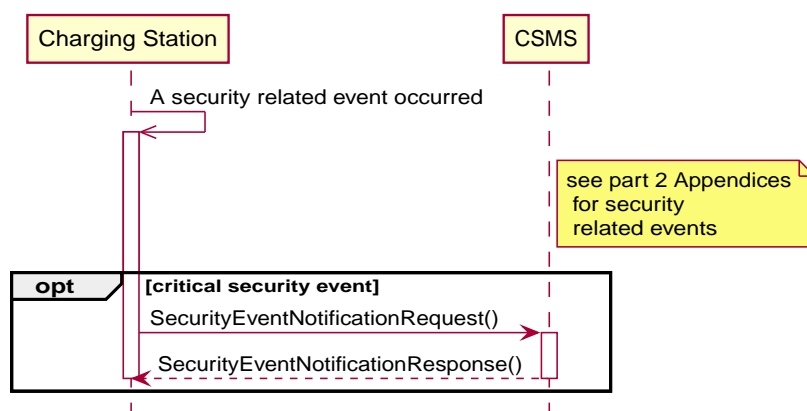 Charging Station
CSMS
A security related event occurred
see part 2 Appendices
for security
related events
opt
[critical security event]
SecurityEventNotificationRequest()
SecurityEventNotificationResponse()